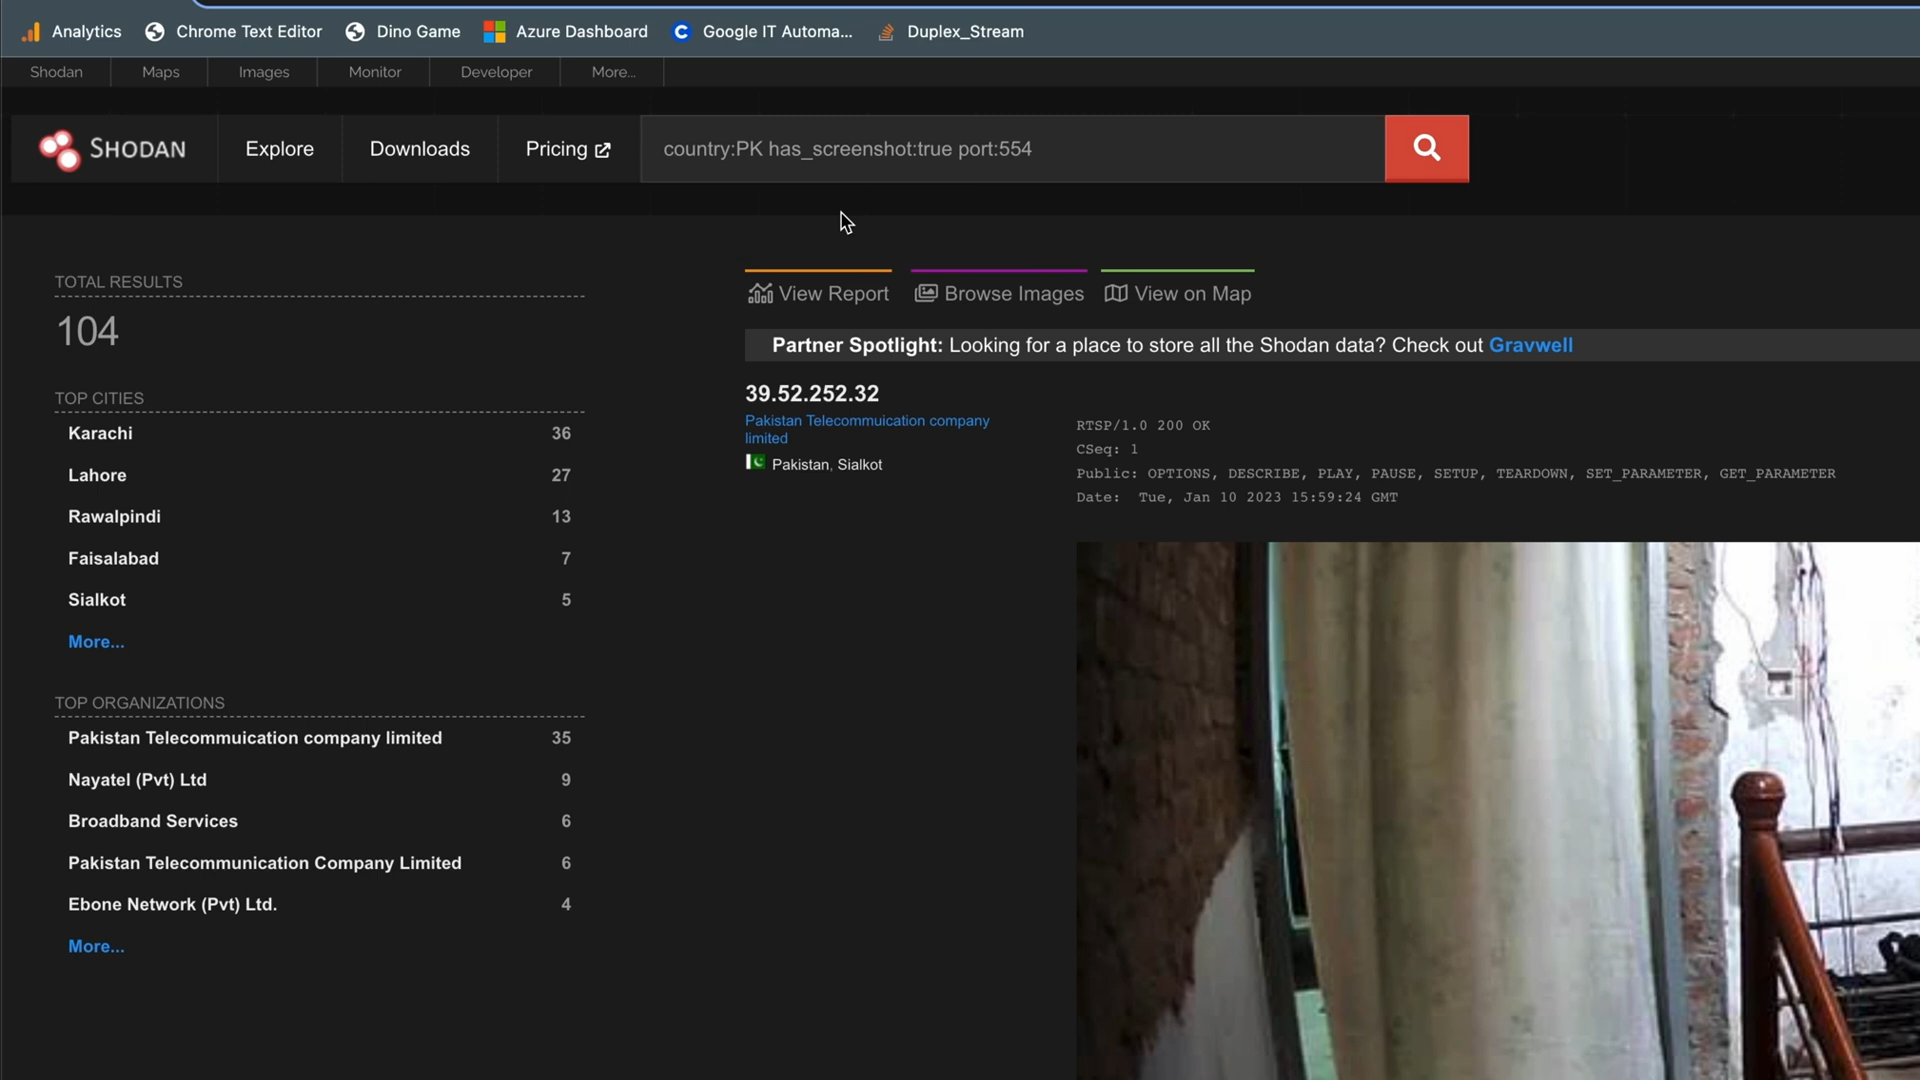 Analytics Chrome Text Editor Dino Game Azure Dashboard Google IT Automa... Duplex_Stream
Shodan Maps Images Monitor Developer More...
SHODAN Explore Downloads Pricing country:PK has_screenshot:true port:554
TOTAL RESULTS
104
TOP CITIES
Karachi 36
Lahore 27
Rawalpindi 13
Faisalabad 7
Sialkot 5
More...
TOP ORGANIZATIONS
Pakistan Telecommuication company limited 35
Nayatel (Pvt) Ltd 9
Broadband Services 6
Pakistan Telecommunication Company Limited 6
Ebone Network (Pvt) Ltd. 4
More...
View Report Browse Images View on Map
Partner Spotlight: Looking for a place to store all the Shodan data? Check out Gravwell
39.52.252.32
Pakistan Telecommuication company
limited
Pakistan, Sialkot
RTSP/1.0 200 OK
CSeq: 1
Public: OPTIONS, DESCRIBE, PLAY, PAUSE, SETUP, TEARDOWN, SET_PARAMETER, GET_PARAMETER
Date: Tue, Jan 10 2023 15:59:24 GMT